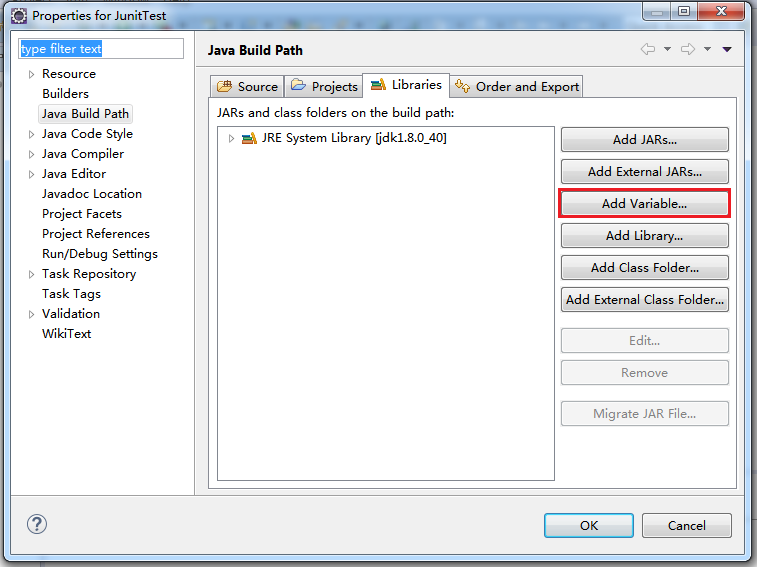 Properties for JunitTest
type filter text
Resource
Builders
Java Build Path
Java Code Style
Java Compiler
Java Editor
Javadoc Location
Project Facets
Project References
Run/Debug Settings
Task Repository
Task Tags
Validation
WikiText
Java Build Path
Source Projects Libraries Order and Export
JARs and class folders on the build path:
JRE System Library [jdk1.8.0_40]
Add JARs...
Add External JARs...
Add Variable...
Add Library...
Add Class Folder...
Add External Class Folder...
Edit...
Remove
Migrate JAR File...
?
OK Cancel